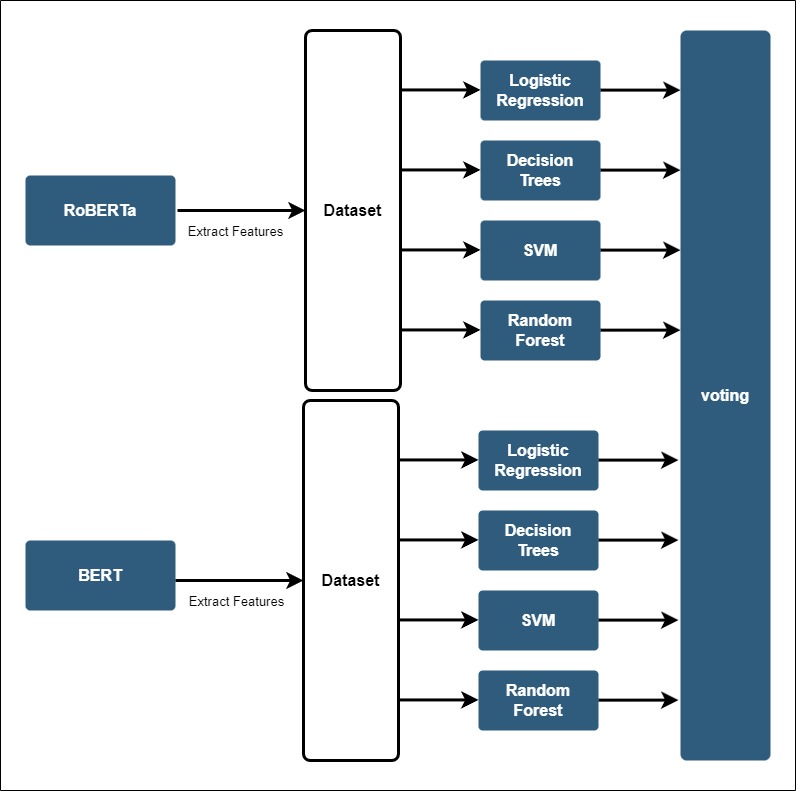 RoBERTa
Extract Features
Dataset
Logistic
Regression
Decision
Trees
SVM
Random
Forest
voting
BERT
Extract Features
Dataset
Logistic
Regression
Decision
Trees
SVM
Random
Forest